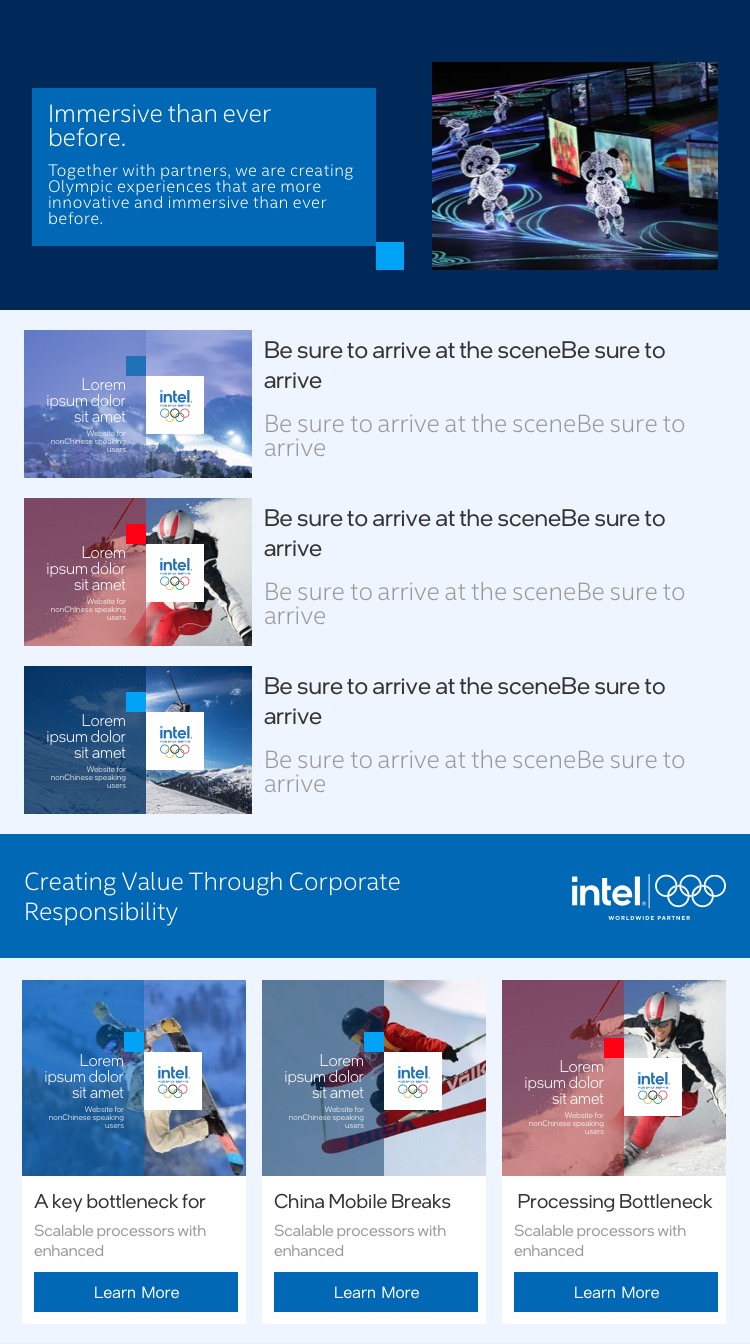 Immersive than ever
before.
Together with partners, we are creating
Olympic experiences that are more
innovative and immersive than ever
before.
Lorem
ipsum dolor
sit amet
Website for
nonChinese speaking
users
intel.
Be sure to arrive at the sceneBe sure to
arrive
Be sure to arrive at the sceneBe sure to
arrive
Lorem
ipsum dolor
sit amet
Website for
nonChinese speaking
users
intel.
Be sure to arrive at the sceneBe sure to
arrive
Be sure to arrive at the sceneBe sure to
arrive
Lorem
ipsum dolor
sit amet
Website for
nonChinese speaking
users
intel.
Be sure to arrive at the sceneBe sure to
arrive
Be sure to arrive at the sceneBe sure to
arrive
Creating Value Through Corporate
Responsibility
intel.
WORLDWIDE PARTNER
Lorem
ipsum dolor
sit amet
Website for
nonChinese speaking
users
intel.
A key bottleneck for
Scalable processors with
enhanced
Learn More
Lorem
ipsum dolor
sit amet
Website for
nonChinese speaking
users
intel.
China Mobile Breaks
Scalable processors with
enhanced
Learn More
Lorem
ipsum dolor
sit amet
Website for
nonChinese speaking
users
intel.
Processing Bottleneck
Scalable processors with
enhanced
Learn More